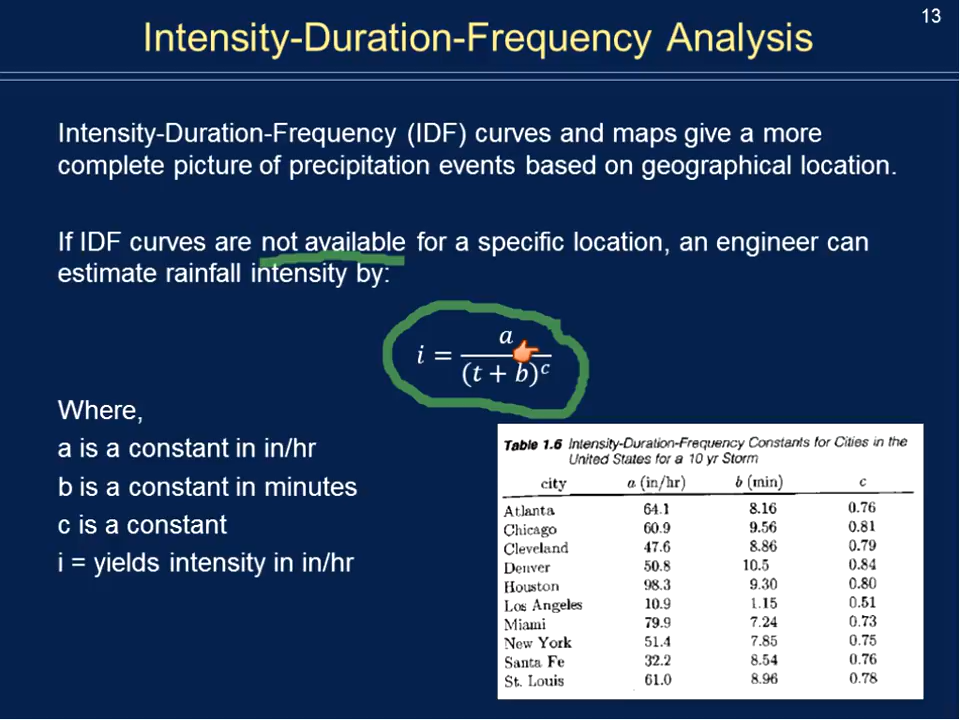 13
Intensity-Duration-Frequency Analysis
Intensity-Duration-Frequency (IDF) curves and maps give a more
complete picture of precipitation events based on geographical location.
If IDF curves are not available for a specific location, an engineer can
estimate rainfall intensity by:
i = a / (t + b)^c
Where,
a is a constant in in/hr
b is a constant in minutes
c is a constant
i = yields intensity in in/hr
Table 1.6 Intensity-Duration-Frequency Constants for Cities in the
United States for a 10 yr Storm
city a (in/hr) b (min) c
Atlanta 64.1 8.16 0.76
Chicago 60.9 9.56 0.81
Cleveland 47.6 8.86 0.79
Denver 50.8 10.5 0.84
Houston 98.3 9.30 0.80
Los Angeles 10.9 1.15 0.51
Miami 79.9 7.24 0.73
New York 51.4 7.85 0.75
Santa Fe 32.2 8.54 0.76
St. Louis 61.0 8.96 0.78